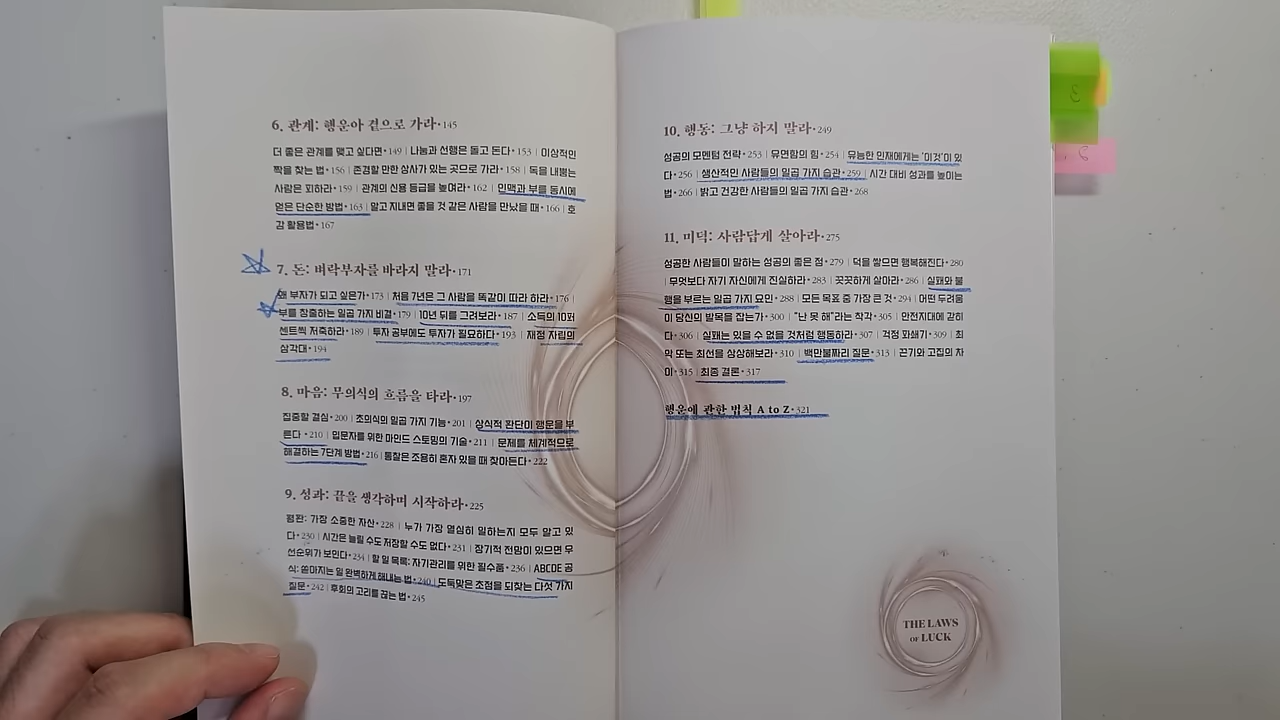 6. 관계: 행운아 곁으로 가라•145
더 좋은 관계를 맺고 싶다면•149 | 나눔과 선행은 돌고 돈다•153 | 이상적인
짝을 찾는 법•156 | 존경할 만한 상사가 있는 곳으로 가라•158 | 독을 내뿜는
사람은 피하라•159 | 관계의 신용 등급을 높여라•162 | 인맥과 부를 동시에
얻은 단순한 방법•163 | 알고 지내면 좋을 것 같은 사람을 만났을 때•166 | 호
감 활용법•167
7. 돈: 벼락부자를 바라지 말라•171
왜 부자가 되고 싶은가•173 | 처음 7년은 그 사람을 똑같이 따라 하라•176 |
부를 창출하는 일곱 가지 비결•179 | 10년 뒤를 그려보라•187 | 소득의 10퍼
센트씩 저축하라•189 | 투자 공부에도 투자가 필요하다•193 | 재정 자립의
삼각대•194
8. 마음: 무의식의 흐름을 타라•197
집중할 결심•200 | 초의식의 일곱 가지 기능•201 | 상식적 판단이 행운을 부
른다•210 | 입문자를 위한 마인드 스토밍의 기술•211 | 문제를 체계적으로
해결하는 7단계 방법•216 | 통찰은 조용히 혼자 있을 때 찾아든다•222
9. 성과: 끝을 생각하며 시작하라•225
평판: 가장 소중한 자산•228 | 누가 가장 열심히 일하는지 모두 알고 있
다•230 | 시간은 늘릴 수도 저장할 수도 없다•231 | 장기적 전망이 있으면 우
선순위가 보인다•234 | 할 일 목록: 자기관리를 위한 필수품•236 | ABCDE 공
식: 쏟아지는 일 완벽하게 해내는 법•240 | 도둑맞은 초점을 되찾는 다섯 가지
질문•242 | 후회의 고리를 끊는 법•245
10. 행동: 그냥 하지 말라•249
성공의 모멘텀 전략•253 | 유연함의 힘•254 | 유능한 인재에게는 '이것'이 있
다•256 | 생산적인 사람들의 일곱 가지 습관•259 | 시간 대비 성과를 높이는
법•266 | 밝고 건강한 사람들의 일곱 가지 습관•268
11. 미덕: 사람답게 살아라•275
성공한 사람들이 말하는 성공의 좋은 점•279 | 덕을 쌓으면 행복해진다•280
| 무엇보다 자기 자신에게 진실하라•283 | 꼿꼿하게 살아라•286 | 실패와 불
행을 부르는 일곱 가지 요인•288 | 모든 목표 중 가장 큰 것•294 | 어떤 두려움
이 당신의 발목을 잡는가•300 | "난 못 해"라는 착각•305 | 안전지대에 갇히
다•306 | 실패는 있을 수 없을 것처럼 행동하라•307 | 걱정 파쇄기•309 | 최
악 또는 최선을 상상해보라•310 | 백만불짜리 질문•313 | 끈기와 고집의 차
이•315 | 최종 결론•317
행운에 관한 법칙 A to Z•321
THE LAWS
OF LUCK